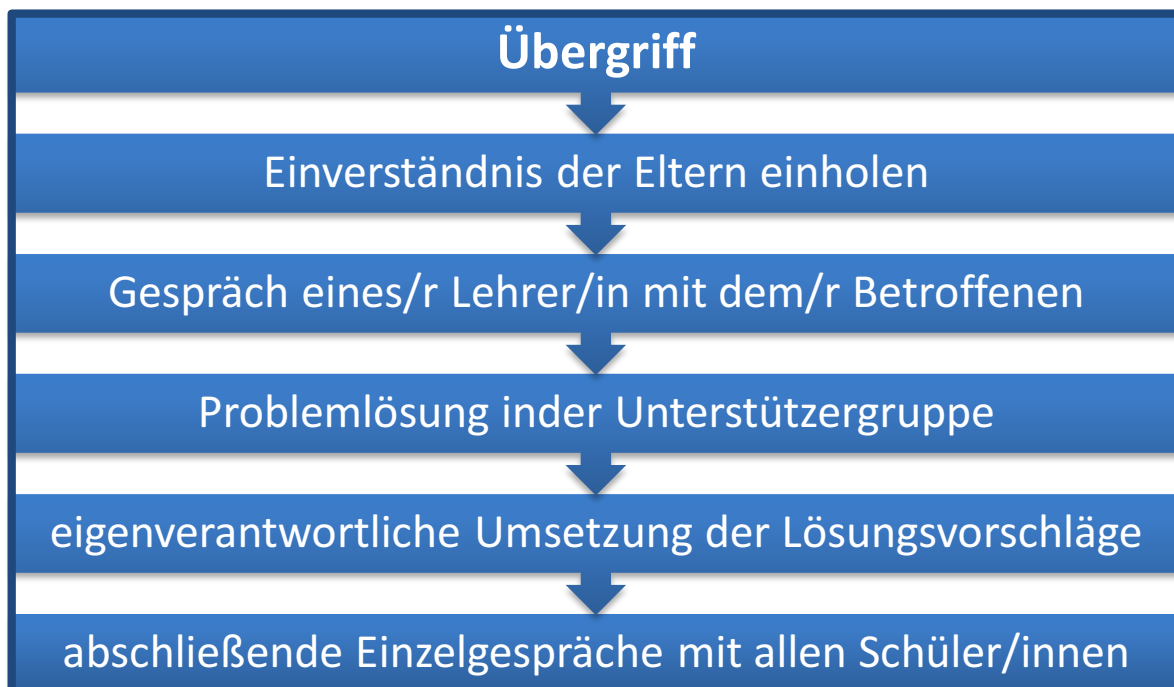 Übergriff
Einverständnis der Eltern einholen
Gespräch eines/r Lehrer/in mit dem/r Betroffenen
Problemlösung inder Unterstützergruppe
eigenverantwortliche Umsetzung der Lösungsvorschläge
abschließende Einzelgespräche mit allen Schüler/innen